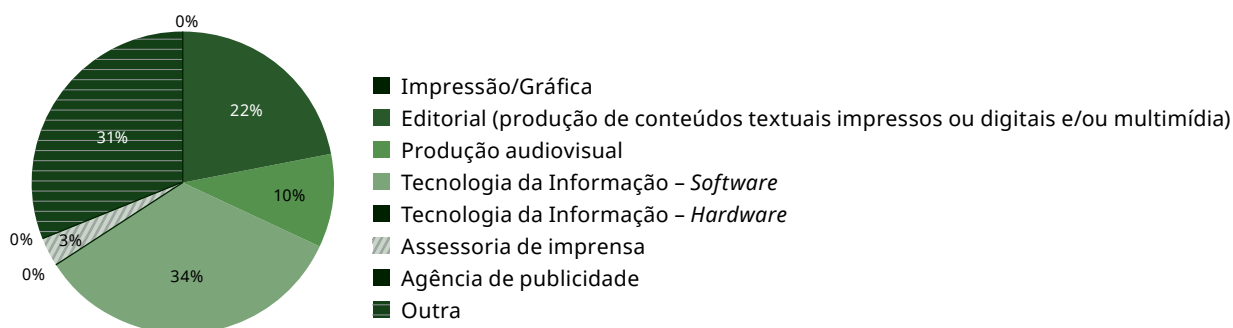 0%
22%
31%
10%
0%
3%
0%
34%
Impressão/Gráfica
Editorial (produção de conteúdos textuais impressos ou digitais e/ou multimídia)
Produção audiovisual
Tecnologia da Informação – Software
Tecnologia da Informação – Hardware
Assessoria de imprensa
Agência de publicidade
Outra